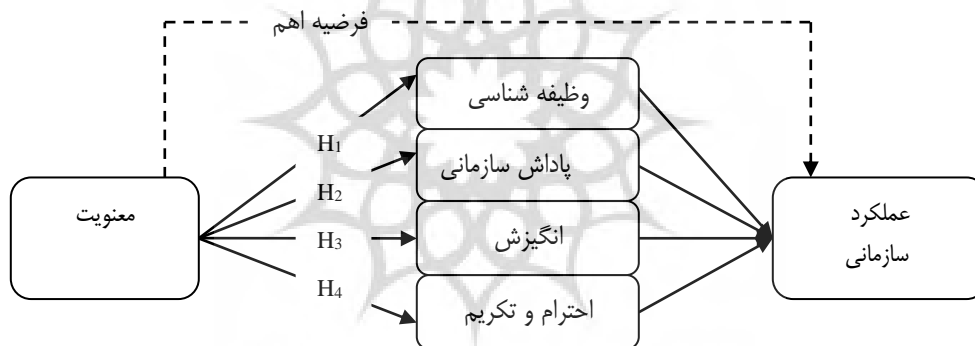 فرضیه اهم
وظیفه شناسی
H1
پاداش سازمانی
H2
معنویت
عملکرد
سازمانی
H3
انگیزش
H4
احترام و تکریم